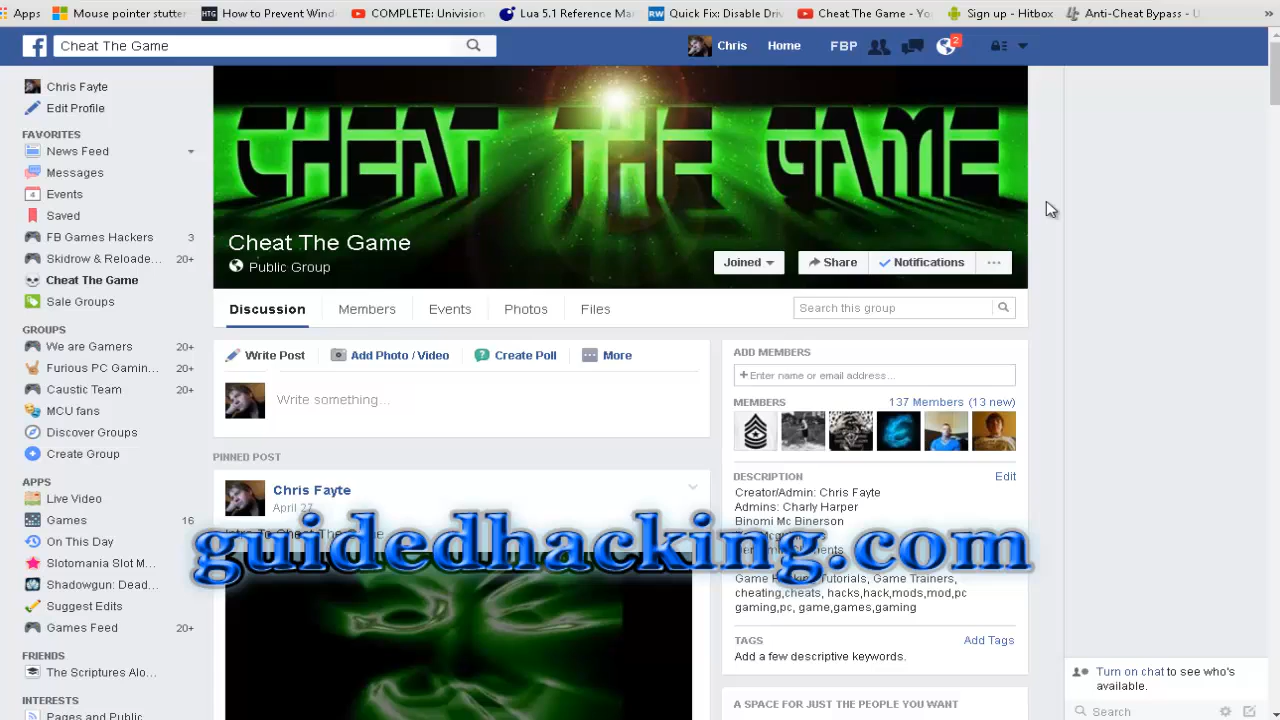 Apps
Mouse pointer stutter
How to Prevent Wind
COMPLETE: Univision
Lua 5.1 Reference Ma
Quick Fix: Disable Driv
Cheat The Game - Yo
Sign up - Hitbox
Anti-Cheat Bypass - U
»
Cheat The Game
Chris
Home
FBP
2
Chris Fayte
Edit Profile
FAVORITES
News Feed
Messages
4 Events
Saved
FB Games Hackers 3
Skidrow & Reloade... 20+
Cheat The Game
Sale Groups
GROUPS
We are Gamers 20+
Furious PC Gamin... 20+
Caustic Team 20+
MCU fans
Discover Groups
Create Group
APPS
Live Video
Games 16
On This Day
Slotomania Slot M...
Shadowgun: Dead...
Suggest Edits
Games Feed 20+
FRIENDS
The Scriptures Alo...
INTERESTS
Pages and Public
CHEAT THE GAME
Cheat The Game
Public Group
Joined
Share
Notifications
...
Discussion
Members
Events
Photos
Files
Search this group
Write Post
Add Photo / Video
Create Poll
More
Write something...
PINNED POST
Chris Fayte
April 27
Intro To Cheat The Game
guidedhacking.com
ADD MEMBERS
+Enter name or email address...
MEMBERS
137 Members (13 new)
DESCRIPTION
Edit
Creator/Admin: Chris Fayte
Admins: Charly Harper
Binomi Mc Binerson
Game Hacking Tutorials, Game Trainers,
cheating,cheats, hacks,hack,mods,mod,pc
gaming,pc, game,games,gaming
TAGS
Add Tags
Add a few descriptive keywords.
A SPACE FOR JUST THE PEOPLE YOU WANT
Turn on chat to see who's
available.
Search